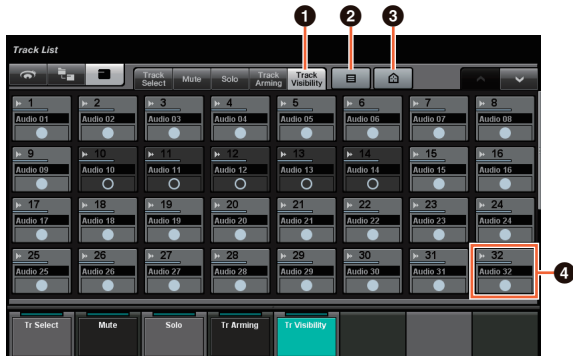 1 2 3
Track List
Track Select Mute Solo Track Arming Track Visibility
1 2 3 4 5 6 7 8
Audio 01 Audio 02 Audio 03 Audio 04 Audio 05 Audio 06 Audio 07 Audio 08
9 10 11 12 13 14 15 16
Audio 09 Audio 10 Audio 11 Audio 12 Audio 13 Audio 14 Audio 15 Audio 16
17 18 19 20 21 22 23 24
Audio 17 Audio 18 Audio 19 Audio 20 Audio 21 Audio 22 Audio 23 Audio 24
25 26 27 28 29 30 31 32
Audio 25 Audio 26 Audio 27 Audio 28 Audio 29 Audio 30 Audio 31 Audio 32
4
Tr Select Mute Solo Tr Arming Tr Visibility